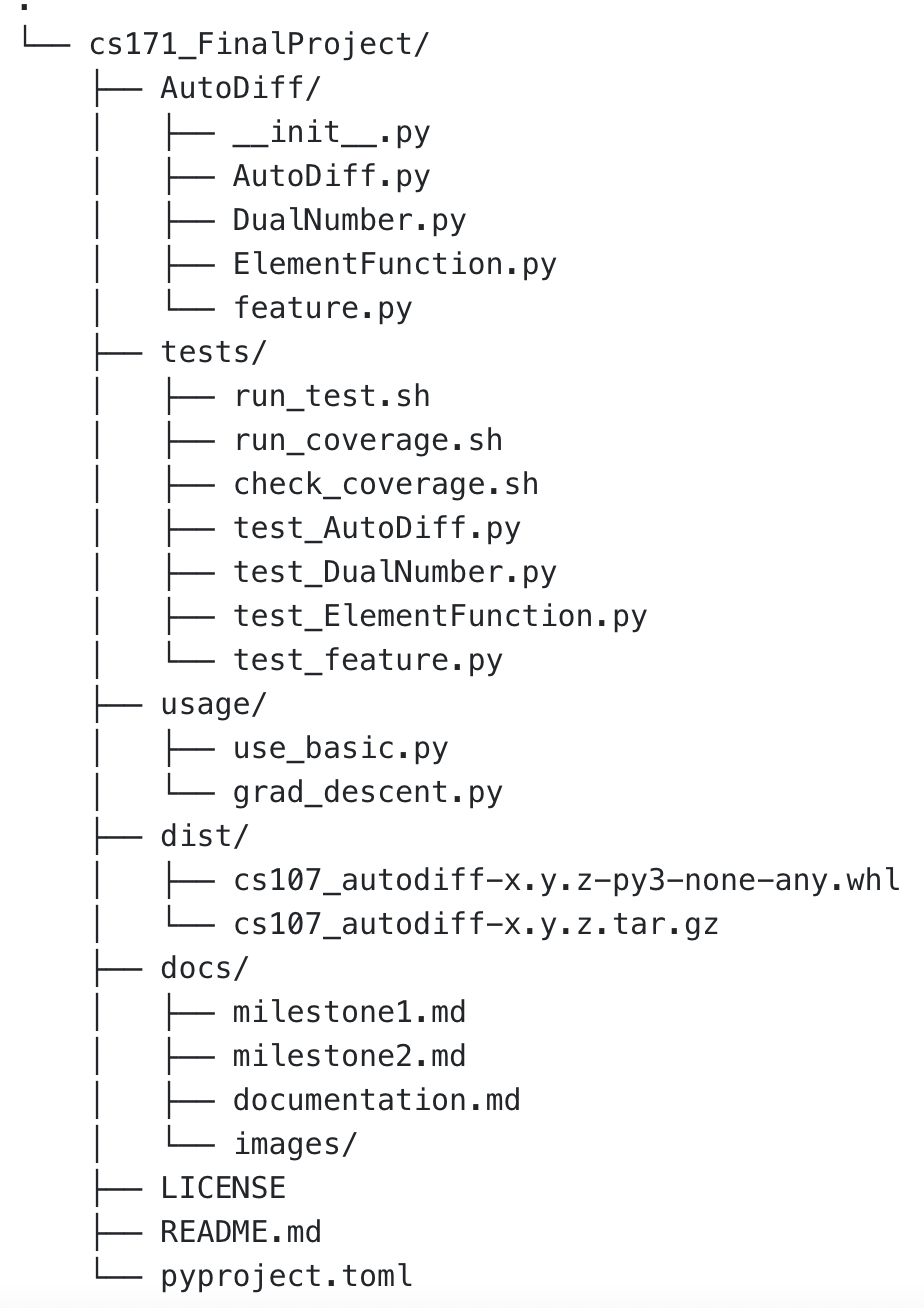 .
└── cs171_FinalProject/
    ├── AutoDiff/
    │   ├── __init__.py
    │   ├── AutoDiff.py
    │   ├── DualNumber.py
    │   ├── ElementFunction.py
    │   └── feature.py
    ├── tests/
    │   ├── run_test.sh
    │   ├── run_coverage.sh
    │   ├── check_coverage.sh
    │   ├── test_AutoDiff.py
    │   ├── test_DualNumber.py
    │   ├── test_ElementFunction.py
    │   └── test_feature.py
    ├── usage/
    │   ├── use_basic.py
    │   └── grad_descent.py
    ├── dist/
    │   ├── cs107_autodiff-x.y.z-py3-none-any.whl
    │   └── cs107_autodiff-x.y.z.tar.gz
    ├── docs/
    │   ├── milestone1.md
    │   ├── milestone2.md
    │   ├── documentation.md
    │   └── images/
    ├── LICENSE
    ├── README.md
    └── pyproject.toml